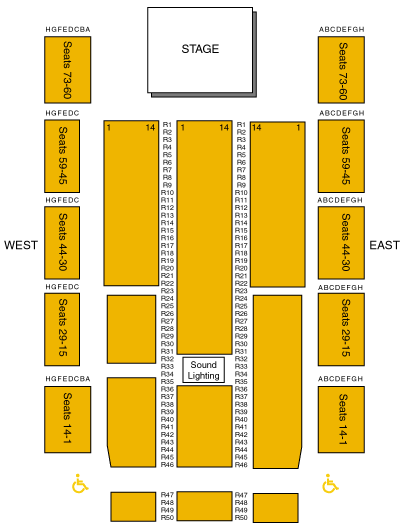 STAGE
HGFEDCBA
ABCDEFGH
Seats 73-60
Seats 73-60
HGFEDC
ABCDEFGH
Seats 59-45
Seats 59-45
1 14
1 14
14 1
R1 R1
R2 R2
R3 R3
R4 R4
R5 R5
R6 R6
R7 R7
R8 R8
R9 R9
R10 R10
R11 R11
R12 R12
R13 R13
R14 R14
R15 R15
R16 R16
R17 R17
R18 R18
R19 R19
R20 R20
R21 R21
R22 R22
R23 R23
R24 R24
R25 R25
R26 R26
R27 R27
R28 R28
R29 R29
R30 R30
R31 R31
R32 R32
R33 R33
R34 R34
R35 R35
R36 R36
R37 R37
R38 R38
R39 R39
R40 R40
R41 R41
R42 R42
R43 R43
R44 R44
R45 R45
R46 R46
HGFEDC
ABCDEFGH
Seats 44-30
Seats 44-30
WEST
EAST
HGFEDC
ABCDEFGH
Seats 29-15
Seats 29-15
Sound
Lighting
HGFEDCBA
ABCDEFGH
Seats 14-1
Seats 14-1
R47 R47
R48 R48
R49 R49
R50 R50